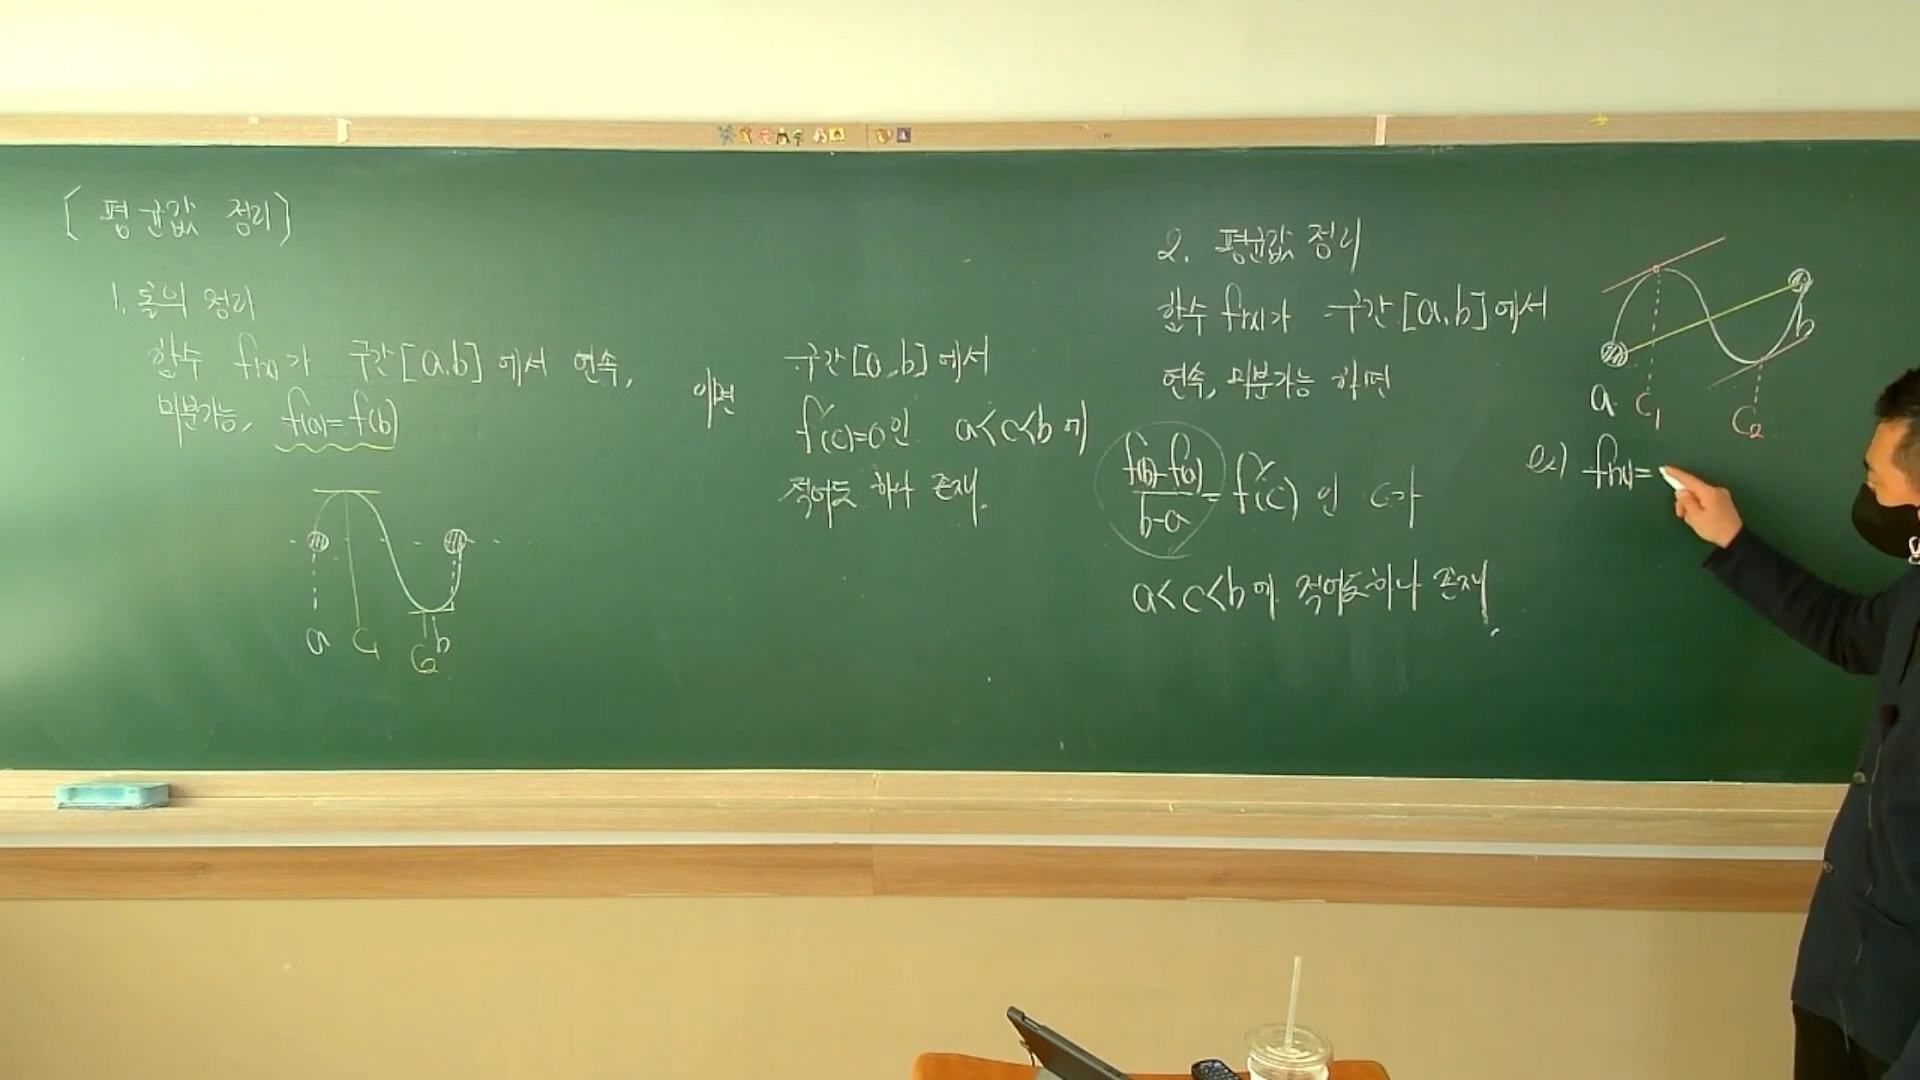 [ 평균값 정리 ]
1. 롤의 정리
함수 f(x)가 구간 [a,b] 에서 연속,
미분가능, f(a)=f(b)
이면
구간 [a,b] 에서
f'(c)=0인 a<c<b 에
적어도 하나 존재.
a C₁ C₂ b
2. 평균값 정리
함수 f(x)가 구간 [a,b] 에서
연속, 미분가능 하면
f(b)-f(a) / b-a = f'(c) 인 c가
a<c<b에 적어도 하나 존재.
a C₁ C₂ b
ex) f(x)=